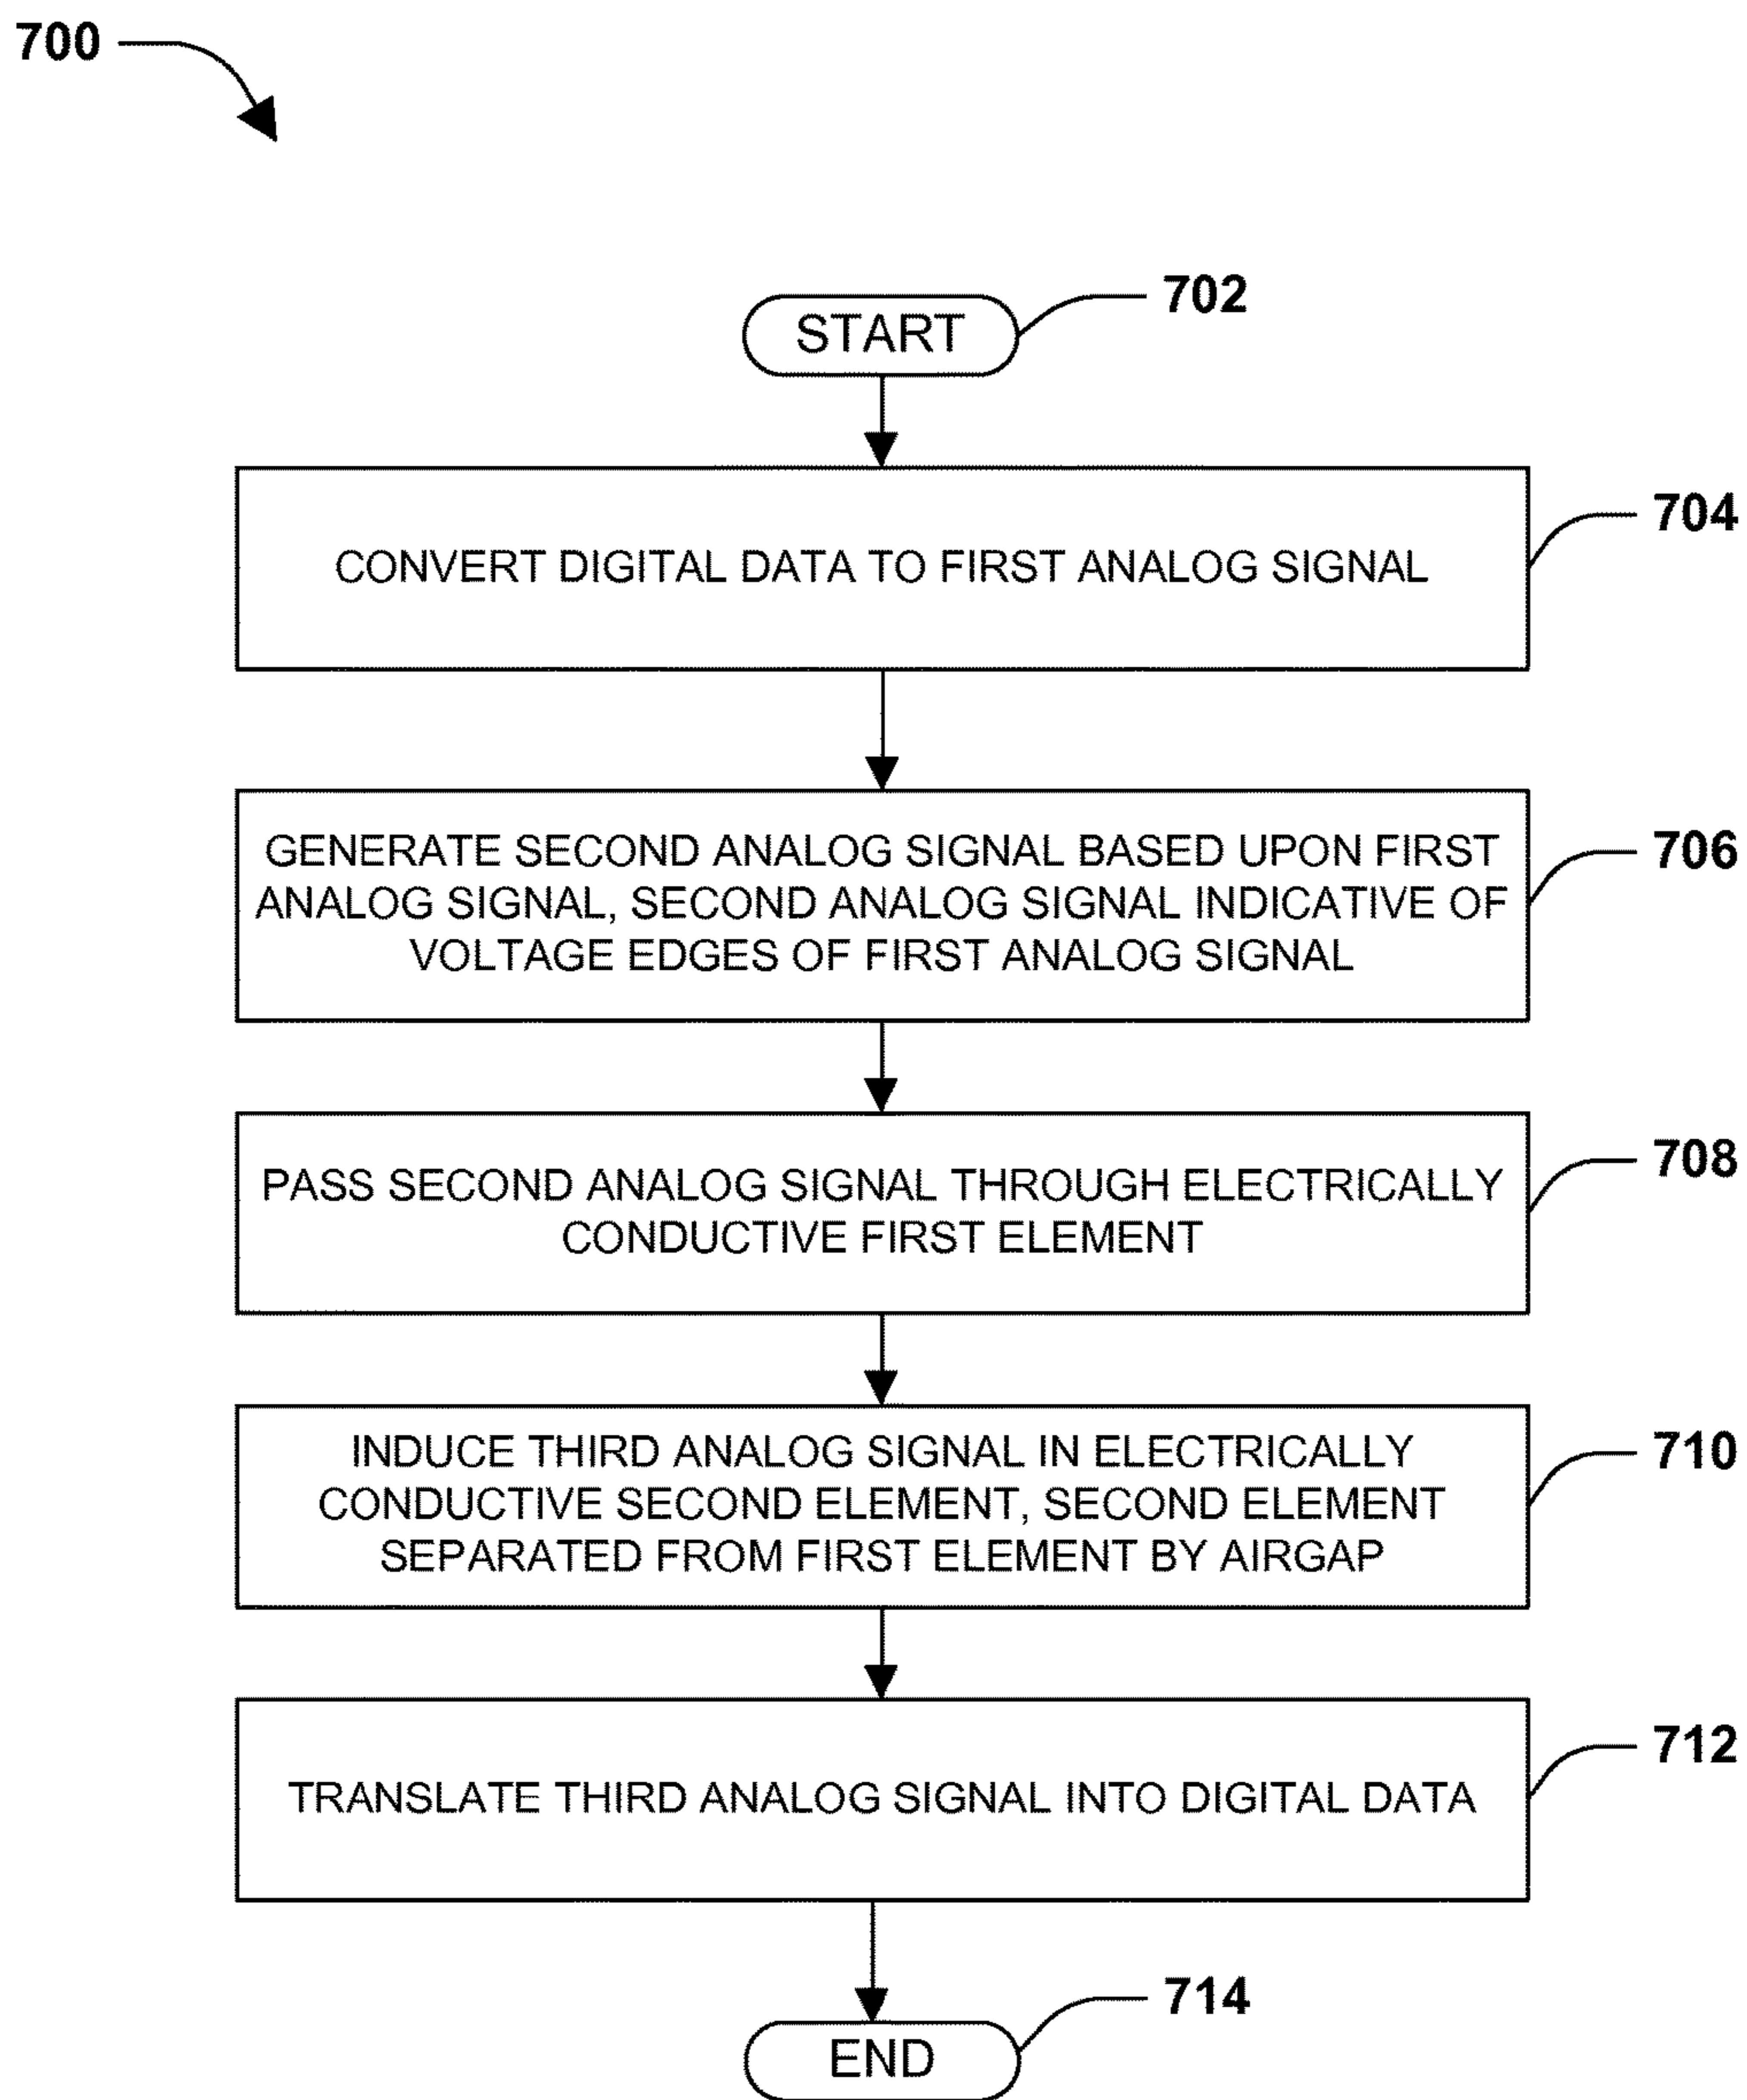 700
702
START
704
CONVERT DIGITAL DATA TO FIRST ANALOG SIGNAL
706
GENERATE SECOND ANALOG SIGNAL BASED UPON FIRST
ANALOG SIGNAL, SECOND ANALOG SIGNAL INDICATIVE OF
VOLTAGE EDGES OF FIRST ANALOG SIGNAL
708
PASS SECOND ANALOG SIGNAL THROUGH ELECTRICALLY
CONDUCTIVE FIRST ELEMENT
710
INDUCE THIRD ANALOG SIGNAL IN ELECTRICALLY
CONDUCTIVE SECOND ELEMENT, SECOND ELEMENT
SEPARATED FROM FIRST ELEMENT BY AIRGAP
712
TRANSLATE THIRD ANALOG SIGNAL INTO DIGITAL DATA
714
END